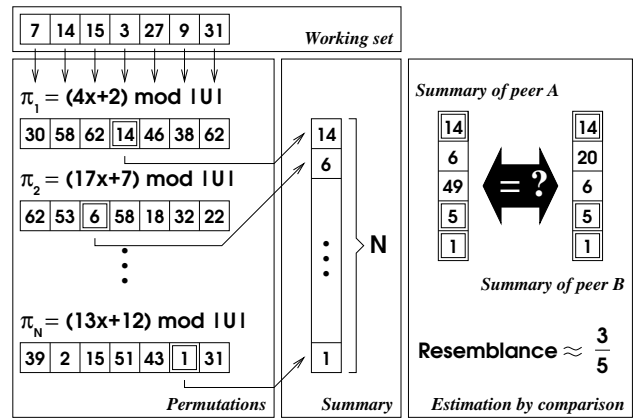 7 14 15 3 27 9 31
Working set
π1 = (4x+2) mod |U|
30 58 62 14 46 38 62
π2 = (17x+7) mod |U|
62 53 6 58 18 32 22
πN = (13x+12) mod |U|
39 2 15 51 43 1 31
Permutations
14
6
1
N
Summary
Summary of peer A
14
6
49
5
1
= ?
14
20
6
5
1
Summary of peer B
Resemblance ≈ 3/5
Estimation by comparison